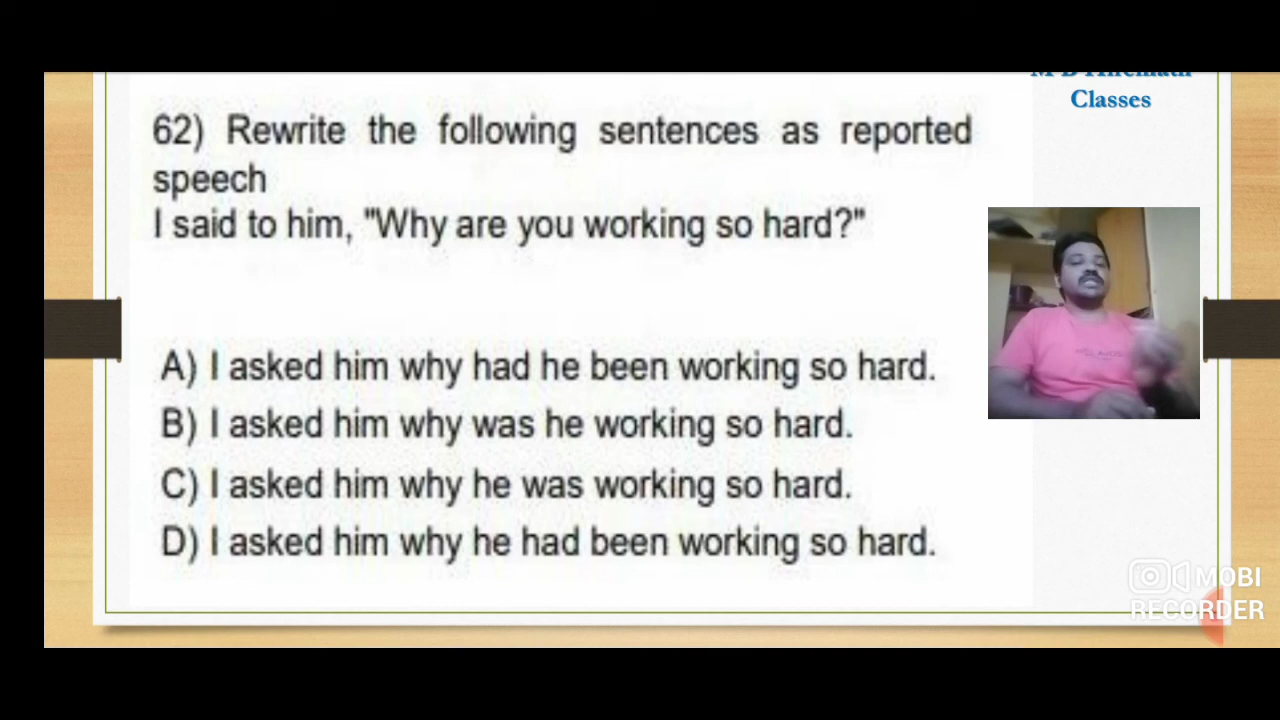 Classes
62) Rewrite the following sentences as reported
speech
I said to him, "Why are you working so hard?"
A) I asked him why had he been working so hard.
B) I asked him why was he working so hard.
C) I asked him why he was working so hard.
D) I asked him why he had been working so hard.
MOBI
RECORDER